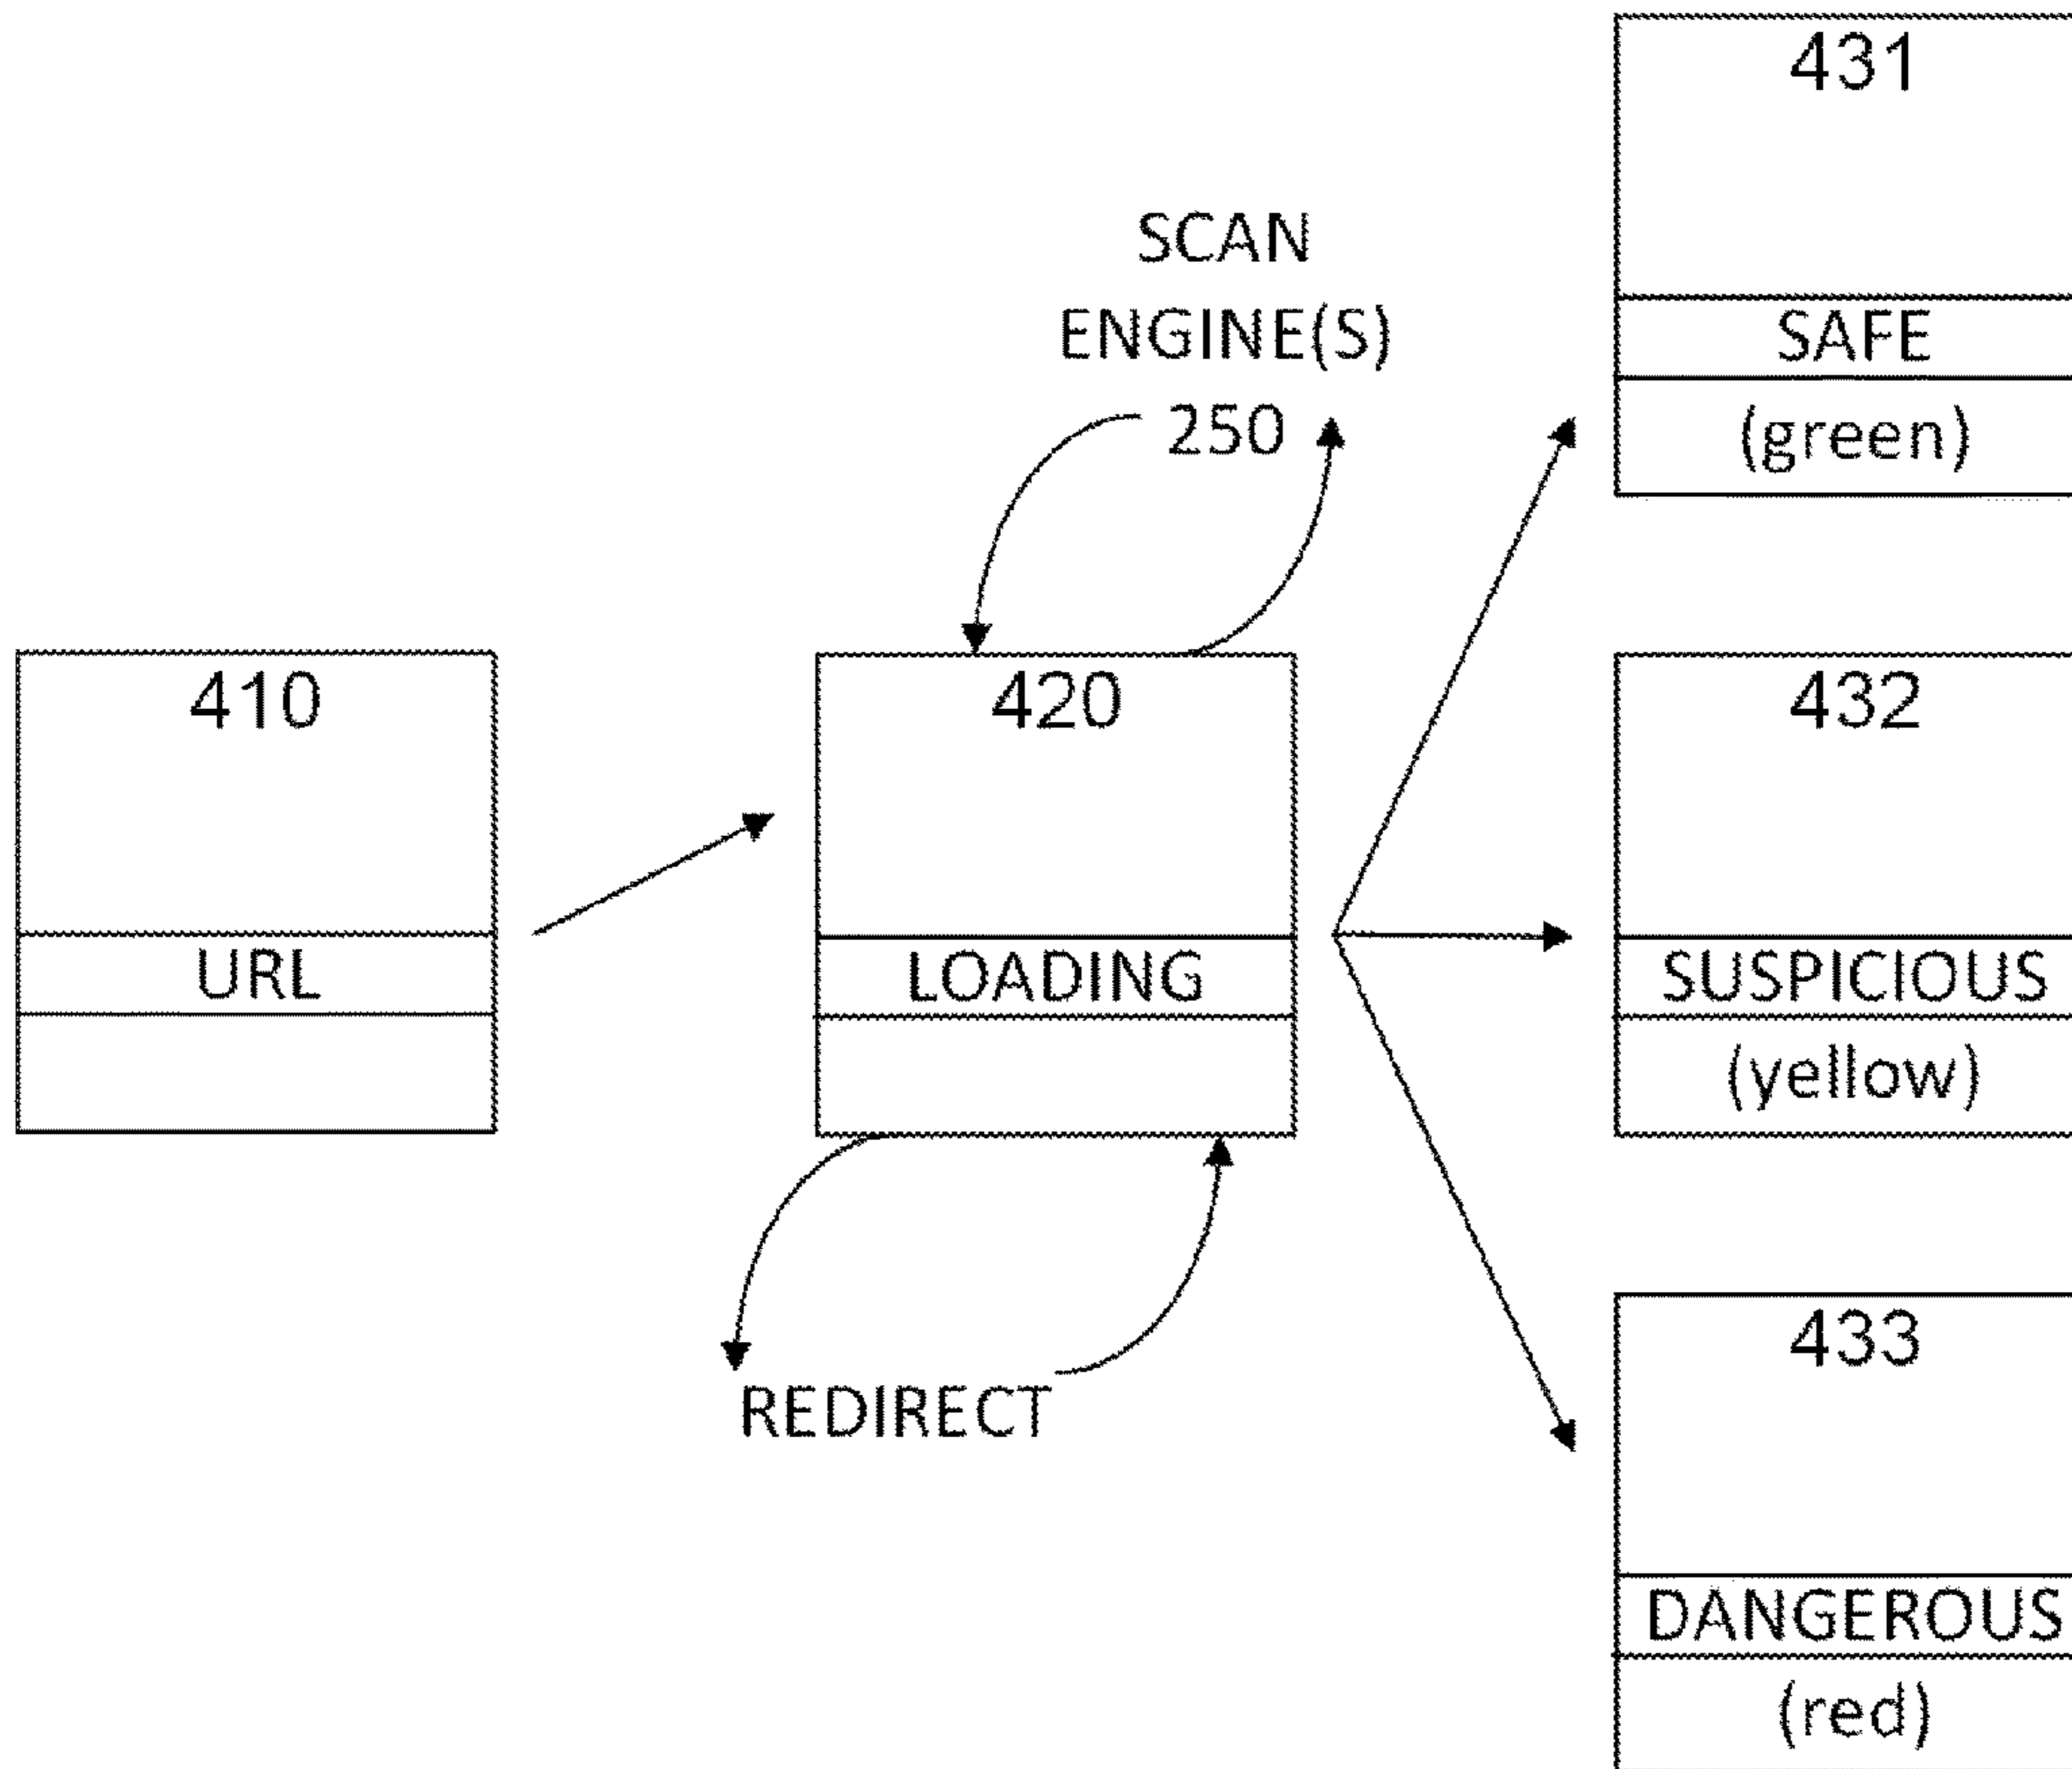 410
URL
SCAN
ENGINE(S)
250
420
LOADING
REDIRECT
431
SAFE
(green)
432
SUSPICIOUS
(yellow)
433
DANGEROUS
(red)